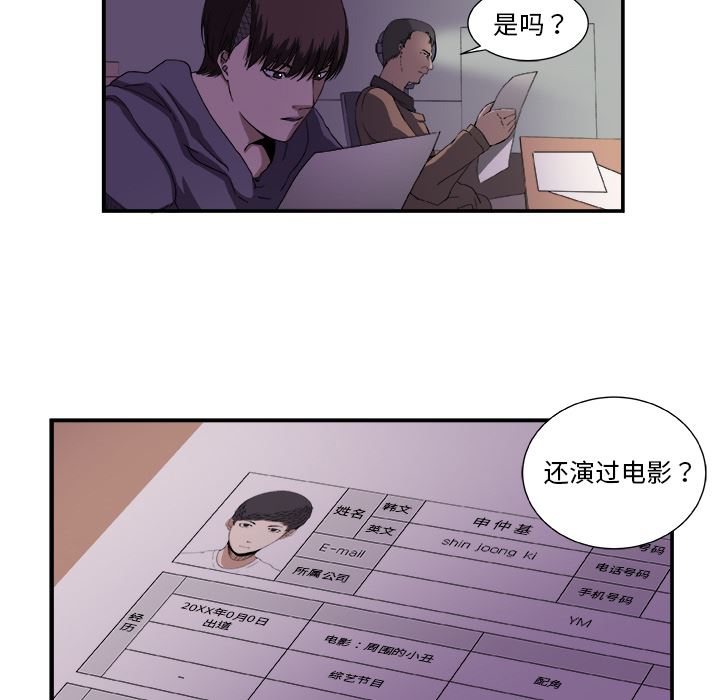 是吗？
还演过电影？
姓名
韩文
申仲基
号码
英文
shin joong ki
电话号码
E-mail
手机号码
所属公司
YM
经历
20XX年0月0日
出道
电影：周围的小丑
配角
-
综艺节目